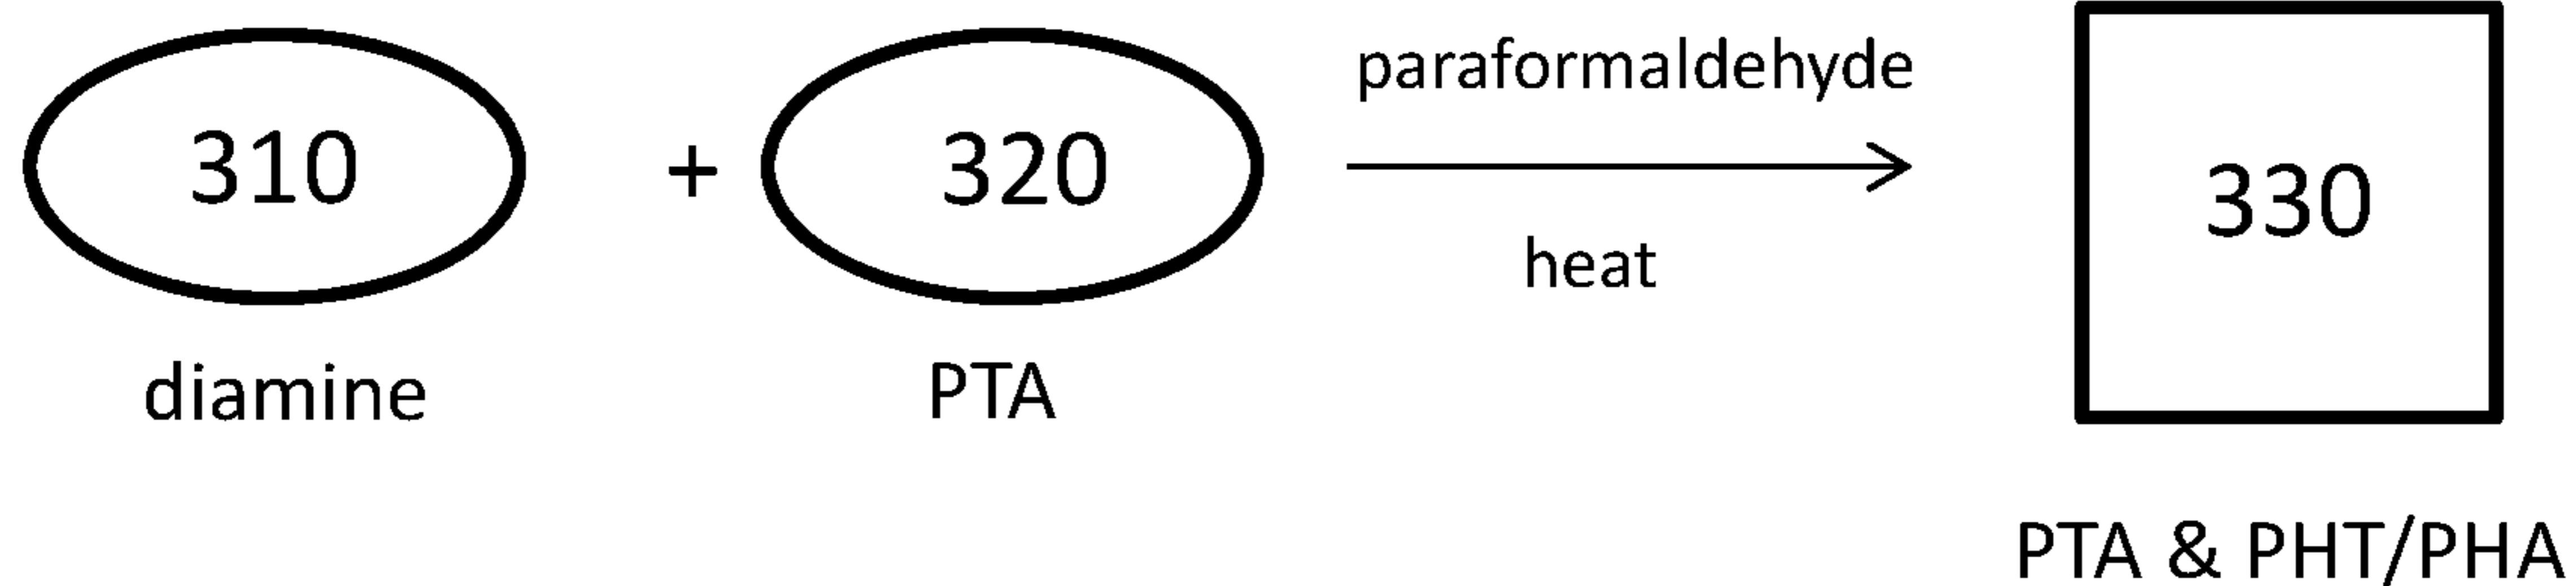 310 + 320 paraformaldehyde 330
heat
diamine PTA
PTA & PHT/PHA